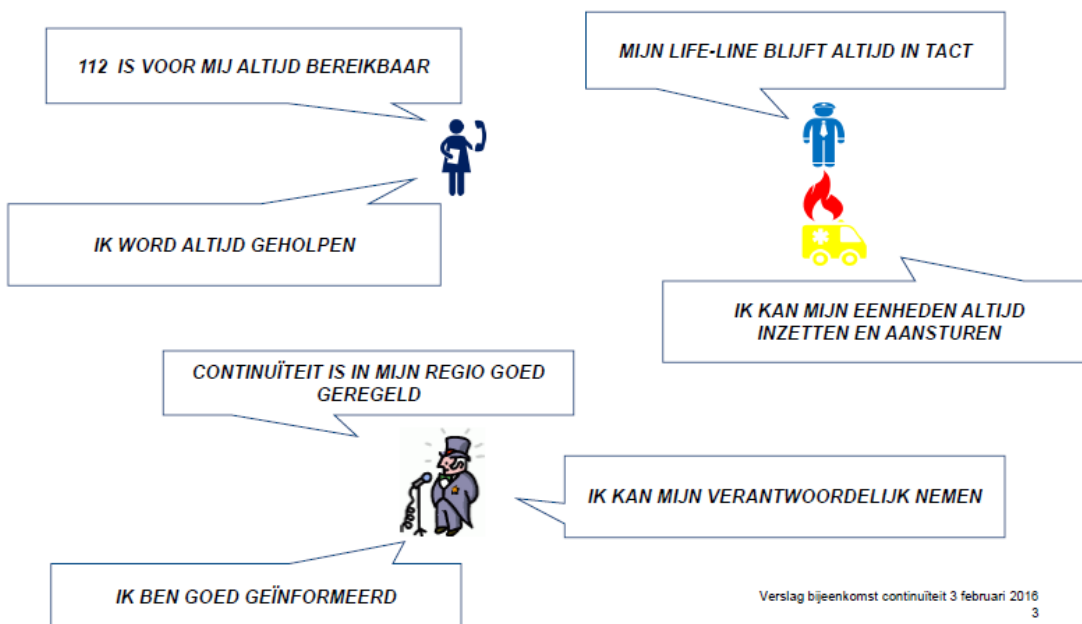 112 IS VOOR MIJ ALTIJD BEREIKBAAR
MIJN LIFE-LINE BLIJFT ALTIJD IN TACT
IK WORD ALTIJD GEHOLPEN
IK KAN MIJN EENHEDEN ALTIJD
INZETTEN EN AANSTUREN
CONTINUÏTEIT IS IN MIJN REGIO GOED
GEREGELD
IK KAN MIJN VERANTWOORDELIJK NEMEN
IK BEN GOED GEÏNFORMEERD
Verslag bijeenkomst continuïteit 3 februari 2016
3